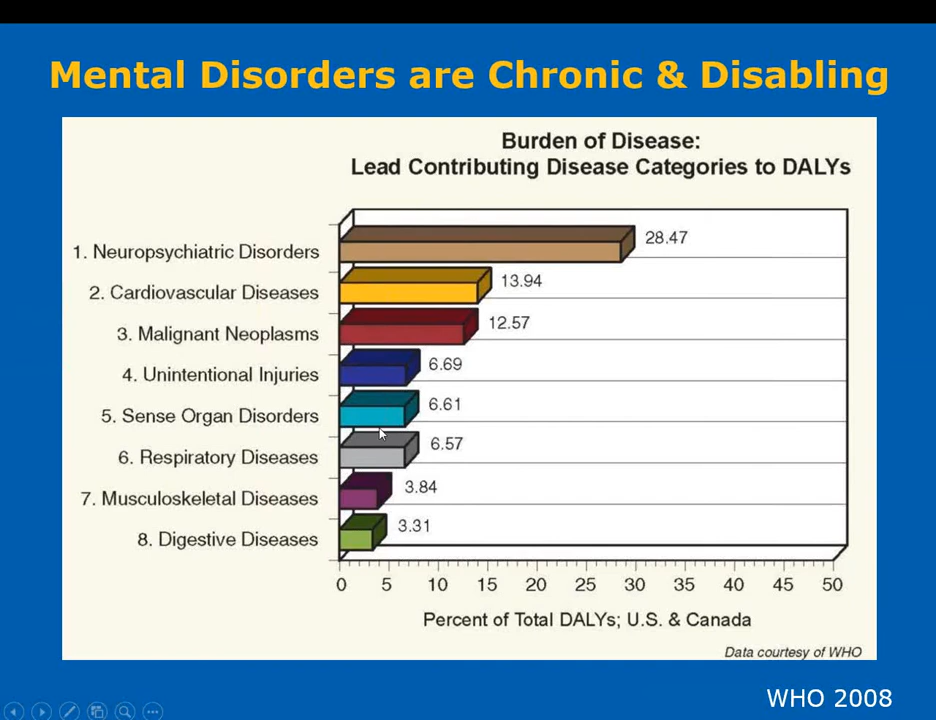 Mental Disorders are Chronic & Disabling
Burden of Disease:
Lead Contributing Disease Categories to DALYs
1. Neuropsychiatric Disorders 28.47
2. Cardiovascular Diseases 13.94
3. Malignant Neoplasms 12.57
4. Unintentional Injuries 6.69
5. Sense Organ Disorders 6.61
6. Respiratory Diseases 6.57
7. Musculoskeletal Diseases 3.84
8. Digestive Diseases 3.31
0 5 10 15 20 25 30 35 40 45 50
Percent of Total DALYs; U.S. & Canada
Data courtesy of WHO
WHO 2008